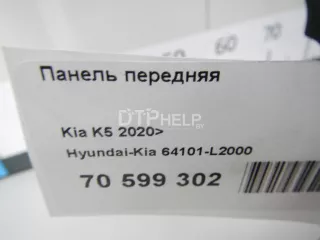 60 70
Панель передняя
DTPHELP
Kia K5 2020>
Hyundai-Kia 64101-L2000
70 599 302